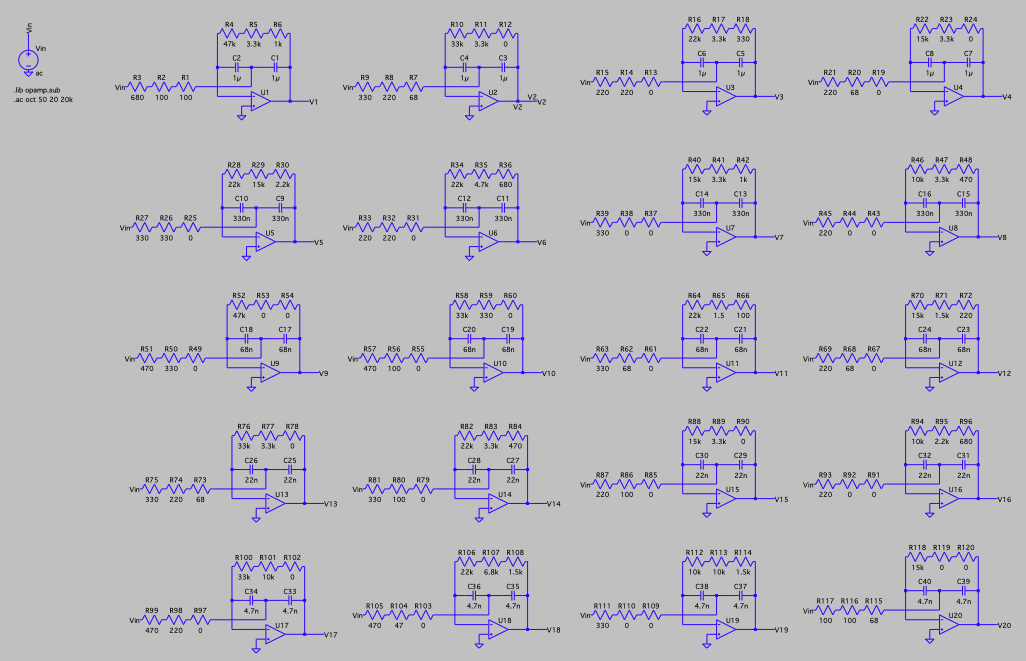 Vin
Vin
ac
.lib opamp.sub
.ac oct 50 20 20k
R4 R5 R6
47k 3.3k 1k
C2 C1
1µ 1µ
R3 R2 R1
Vin
680 100 100
U1
V1
R10 R11 R12
33k 3.3k 0
C4 C3
1µ 1µ
R9 R8 R7
Vin
330 220 68
U2
V2
V2
V2
R16 R17 R18
22k 3.3k 330
C6 C5
1µ 1µ
R15 R14 R13
Vin
220 220 0
U3
V3
R22 R23 R24
15k 3.3k 0
C8 C7
1µ 1µ
R21 R20 R19
Vin
220 68 0
U4
V4
R28 R29 R30
22k 15k 2.2k
C10 C9
330n 330n
R27 R26 R25
Vin
330 330 0
U5
V5
R34 R35 R36
22k 4.7k 680
C12 C11
330n 330n
R33 R32 R31
Vin
220 220 0
U6
V6
R40 R41 R42
15k 3.3k 1k
C14 C13
330n 330n
R39 R38 R37
Vin
330 0 0
U7
V7
R46 R47 R48
10k 3.3k 470
C16 C15
330n 330n
R45 R44 R43
Vin
220 0 0
U8
V8
R52 R53 R54
47k 0 0
C18 C17
68n 68n
R51 R50 R49
Vin
470 330 0
U9
V9
R58 R59 R60
33k 330 0
C20 C19
68n 68n
R57 R56 R55
Vin
470 100 0
U10
V10
R64 R65 R66
22k 1.5 100
C22 C21
68n 68n
R63 R62 R61
Vin
330 68 0
U11
V11
R70 R71 R72
15k 1.5k 220
C24 C23
68n 68n
R69 R68 R67
Vin
220 68 0
U12
V12
R76 R77 R78
33k 3.3k 0
C26 C25
22n 22n
R75 R74 R73
Vin
330 220 68
U13
V13
R82 R83 R84
22k 3.3k 470
C28 C27
22n 22n
R81 R80 R79
Vin
330 100 0
U14
V14
R88 R89 R90
15k 3.3k 0
C30 C29
22n 22n
R87 R86 R85
Vin
220 100 0
U15
V15
R94 R95 R96
10k 2.2k 680
C32 C31
22n 22n
R93 R92 R91
Vin
220 0 0
U16
V16
R100 R101 R102
33k 10k 0
C34 C33
4.7n 4.7n
R99 R98 R97
Vin
470 220 0
U17
V17
R106 R107 R108
22k 6.8k 1.5k
C36 C35
4.7n 4.7n
R105 R104 R103
Vin
470 47 0
U18
V18
R112 R113 R114
10k 10k 1.5k
C38 C37
4.7n 4.7n
R111 R110 R109
Vin
330 0 0
U19
V19
R118 R119 R120
15k 0 0
C40 C39
4.7n 4.7n
R117 R116 R115
Vin
100 100 68
U20
V20